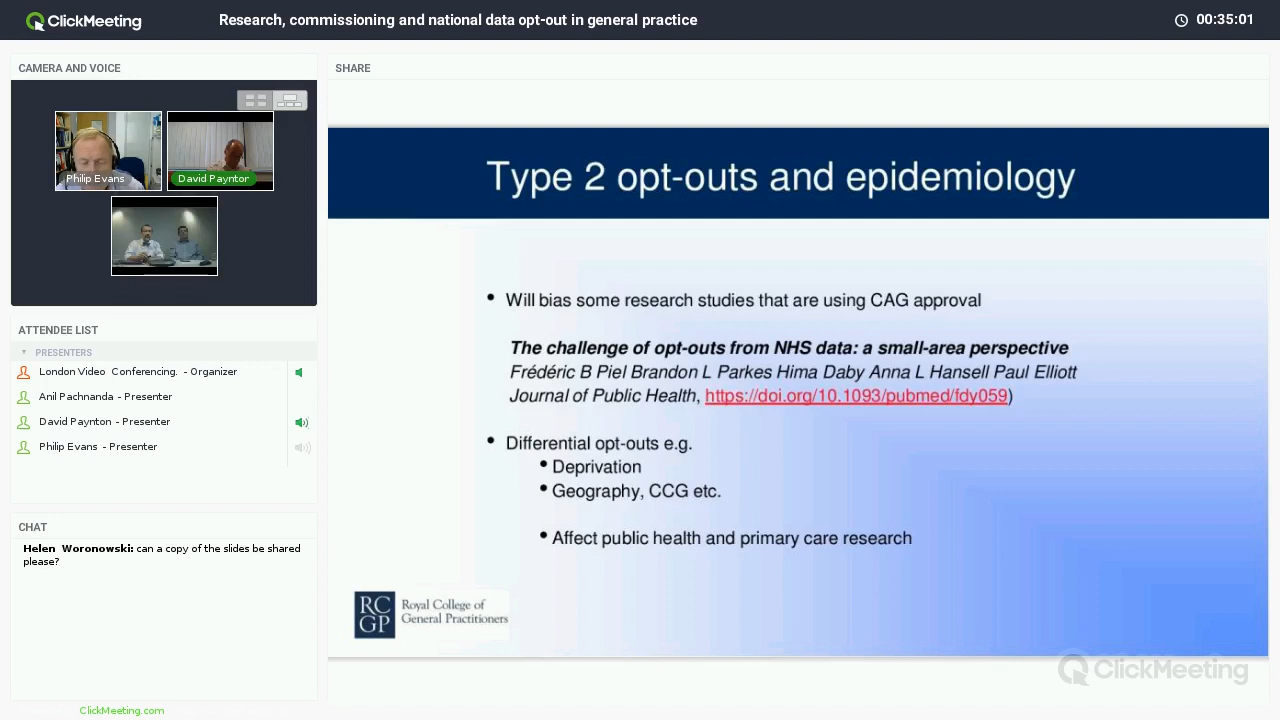 ClickMeeting
Research, commissioning and national data opt-out in general practice
00:35:01
CAMERA AND VOICE
Philip Evans
David Payntor
ATTENDEE LIST
PRESENTERS
London Video Conferencing. - Organizer
Anil Pachnanda - Presenter
David Paynton - Presenter
Philip Evans - Presenter
CHAT
Helen Woronowski: can a copy of the slides be shared
please?
ClickMeeting.com
SHARE
Type 2 opt-outs and epidemiology
• Will bias some research studies that are using CAG approval
The challenge of opt-outs from NHS data: a small-area perspective
Frédéric B Piel Brandon L Parkes Hima Daby Anna L Hansell Paul Elliott
Journal of Public Health, https://doi.org/10.1093/pubmed/fdy059)
• Differential opt-outs e.g.
• Deprivation
• Geography, CCG etc.
• Affect public health and primary care research
RC
GP
Royal College of
General Practitioners
ClickMeeting